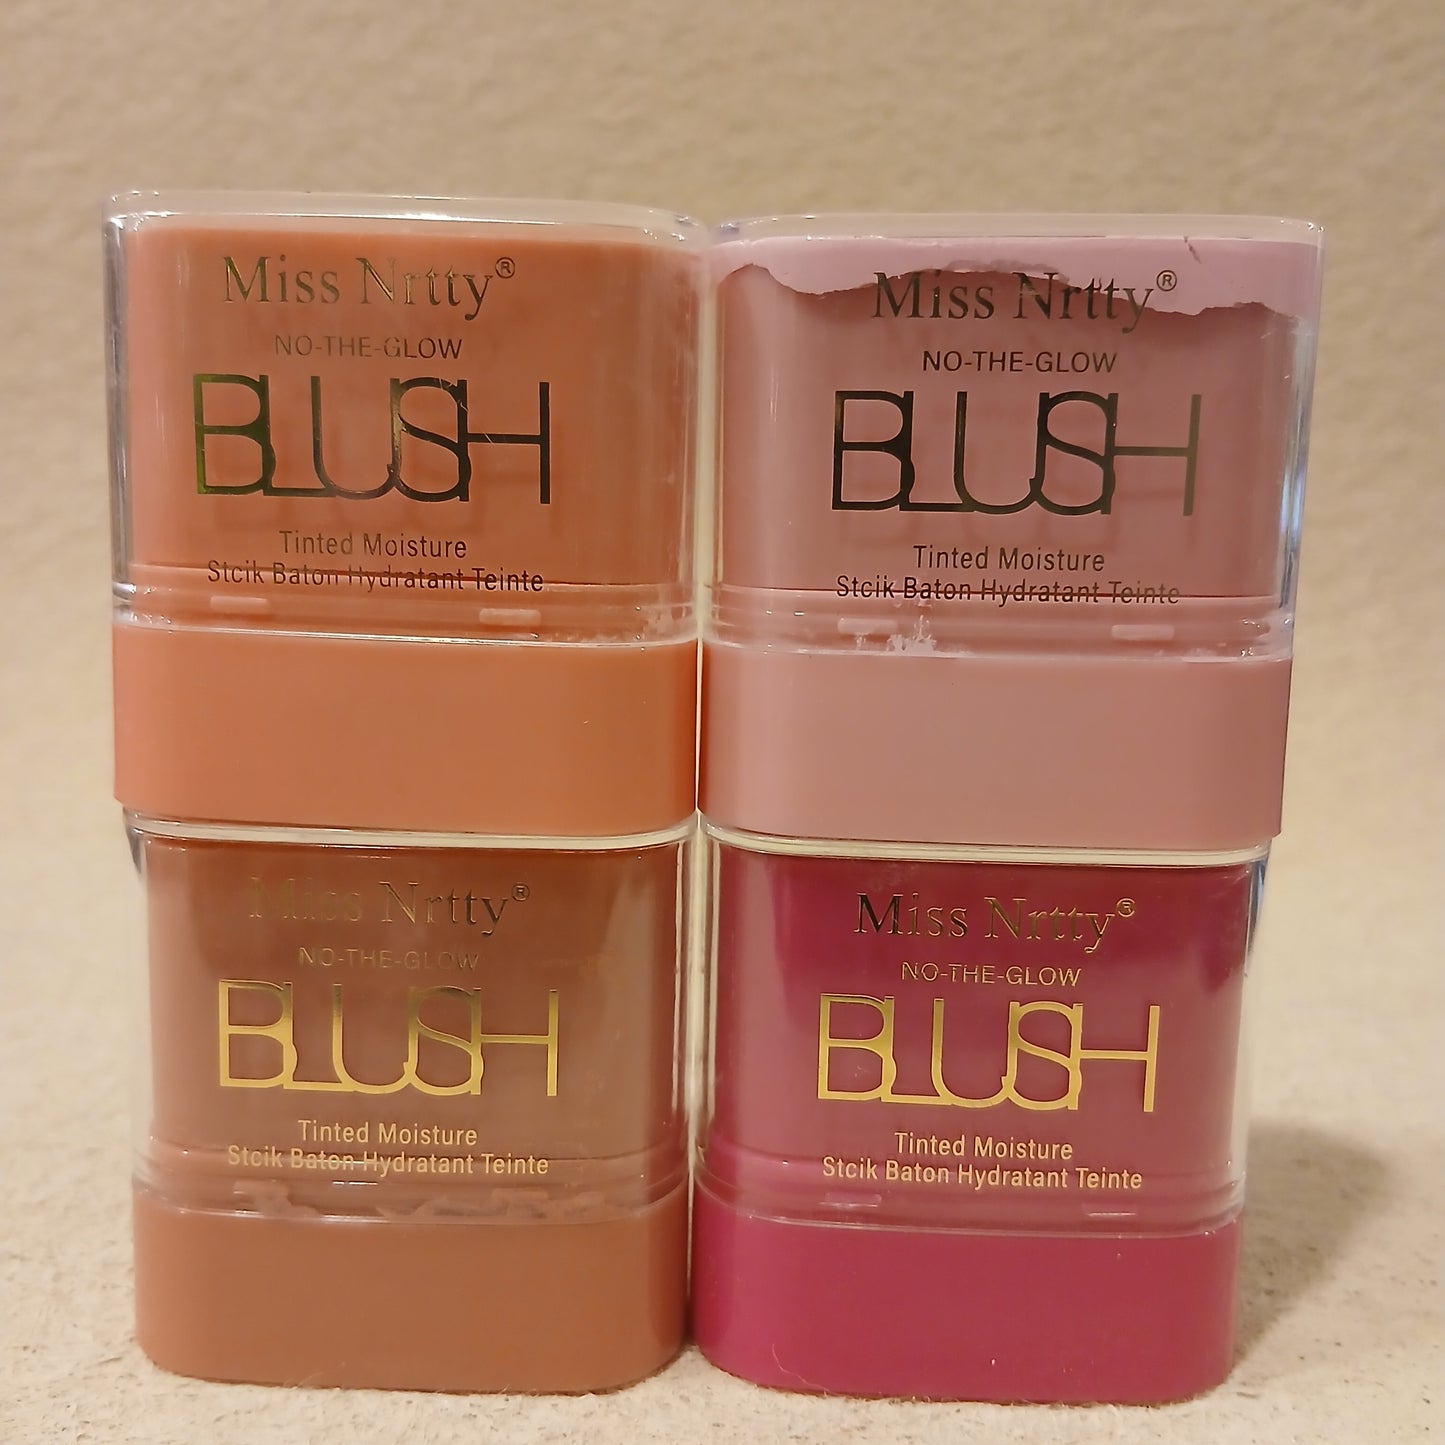 Miss Nrtty®
NO-THE-GLOW
BLUSH
Tinted Moisture
Stcik Baton Hydratant Teinte
Miss Nrtty®
NO-THE-GLOW
BLUSH
Tinted Moisture
Stcik Baton Hydratant Teinte
Miss Nrtty®
NO-THE-GLOW
BLUSH
Tinted Moisture
Stcik Baton Hydratant Teinte
Miss Nrtty®
NO-THE-GLOW
BLUSH
Tinted Moisture
Stcik Baton Hydratant Teinte